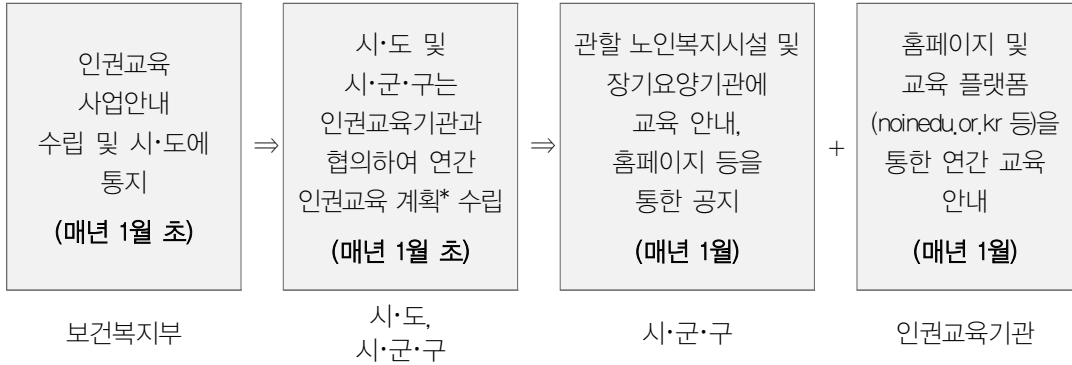 인권교육
사업안내
수립 및 시·도에
통지
(매년 1월 초)
⇒
시·도 및
시·군·구는
인권교육기관과
협의하여 연간
인권교육 계획* 수립
(매년 1월 초)
⇒
관할 노인복지시설 및
장기요양기관에
교육 안내,
홈페이지 등을
통한 공지
(매년 1월)
+
홈페이지 및
교육 플랫폼
(noinedu.or.kr 등)을
통한 연간 교육
안내
(매년 1월)
보건복지부
시·도,
시·군·구
시·군·구
인권교육기관